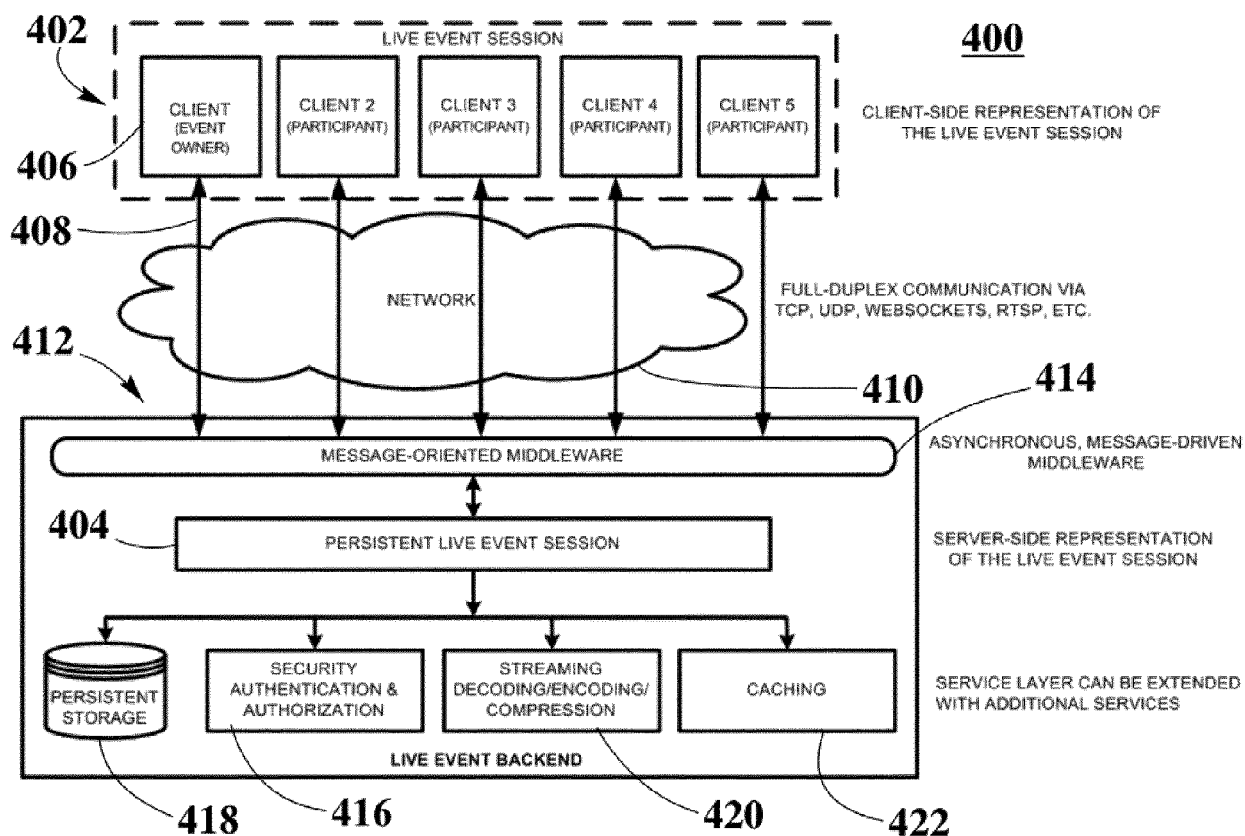 402
LIVE EVENT SESSION
400
CLIENT
(EVENT
OWNER)
CLIENT 2
(PARTICIPANT)
CLIENT 3
(PARTICIPANT)
CLIENT 4
(PARTICIPANT)
CLIENT 5
(PARTICIPANT)
CLIENT-SIDE REPRESENTATION OF
THE LIVE EVENT SESSION
406
408
NETWORK
FULL-DUPLEX COMMUNICATION VIA
TCP, UDP, WEBSOCKETS, RTSP, ETC.
412
410
414
MESSAGE-ORIENTED MIDDLEWARE
ASYNCHRONOUS, MESSAGE-DRIVEN
MIDDLEWARE
404
PERSISTENT LIVE EVENT SESSION
SERVER-SIDE REPRESENTATION
OF THE LIVE EVENT SESSION
PERSISTENT
STORAGE
SECURITY
AUTHENTICATION &
AUTHORIZATION
STREAMING
DECODING/ENCODING/
COMPRESSION
CACHING
SERVICE LAYER CAN BE EXTENDED
WITH ADDITIONAL SERVICES
LIVE EVENT BACKEND
418
416
420
422